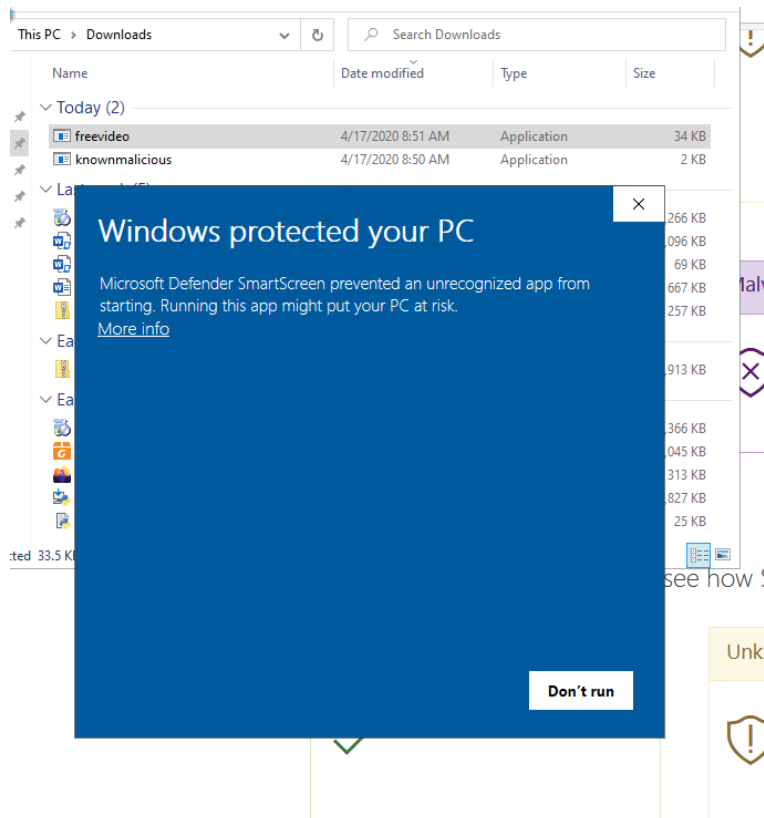 This PC > Downloads
Search Downloads
Name Date modified Type Size
Today (2)
freevideo 4/17/2020 8:51 AM Application 34 KB
knownmalicious 4/17/2020 8:50 AM Application 2 KB
Windows protected your PC
Microsoft Defender SmartScreen prevented an unrecognized app from
starting. Running this app might put your PC at risk.
More info
,266 KB
,096 KB
69 KB
667 KB
257 KB
Ea
,913 KB
Ea
,366 KB
,045 KB
313 KB
,827 KB
25 KB
33.5 K
see how
Unk
Don't run